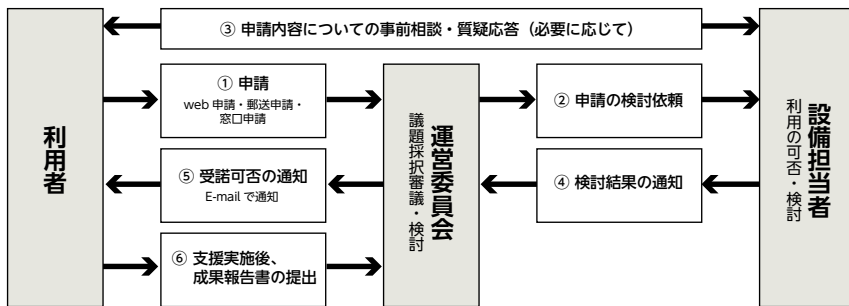 ③ 申請内容についての事前相談・質疑応答（必要に応じて）
利用者
① 申請
web 申請・郵送申請・
窓口申請
運営委員会
議題採択審議・検討
② 申請の検討依頼
設備担当者
利用の可否・検討
⑤ 受諾可否の通知
E-mail で通知
④ 検討結果の通知
⑥ 支援実施後、
成果報告書の提出